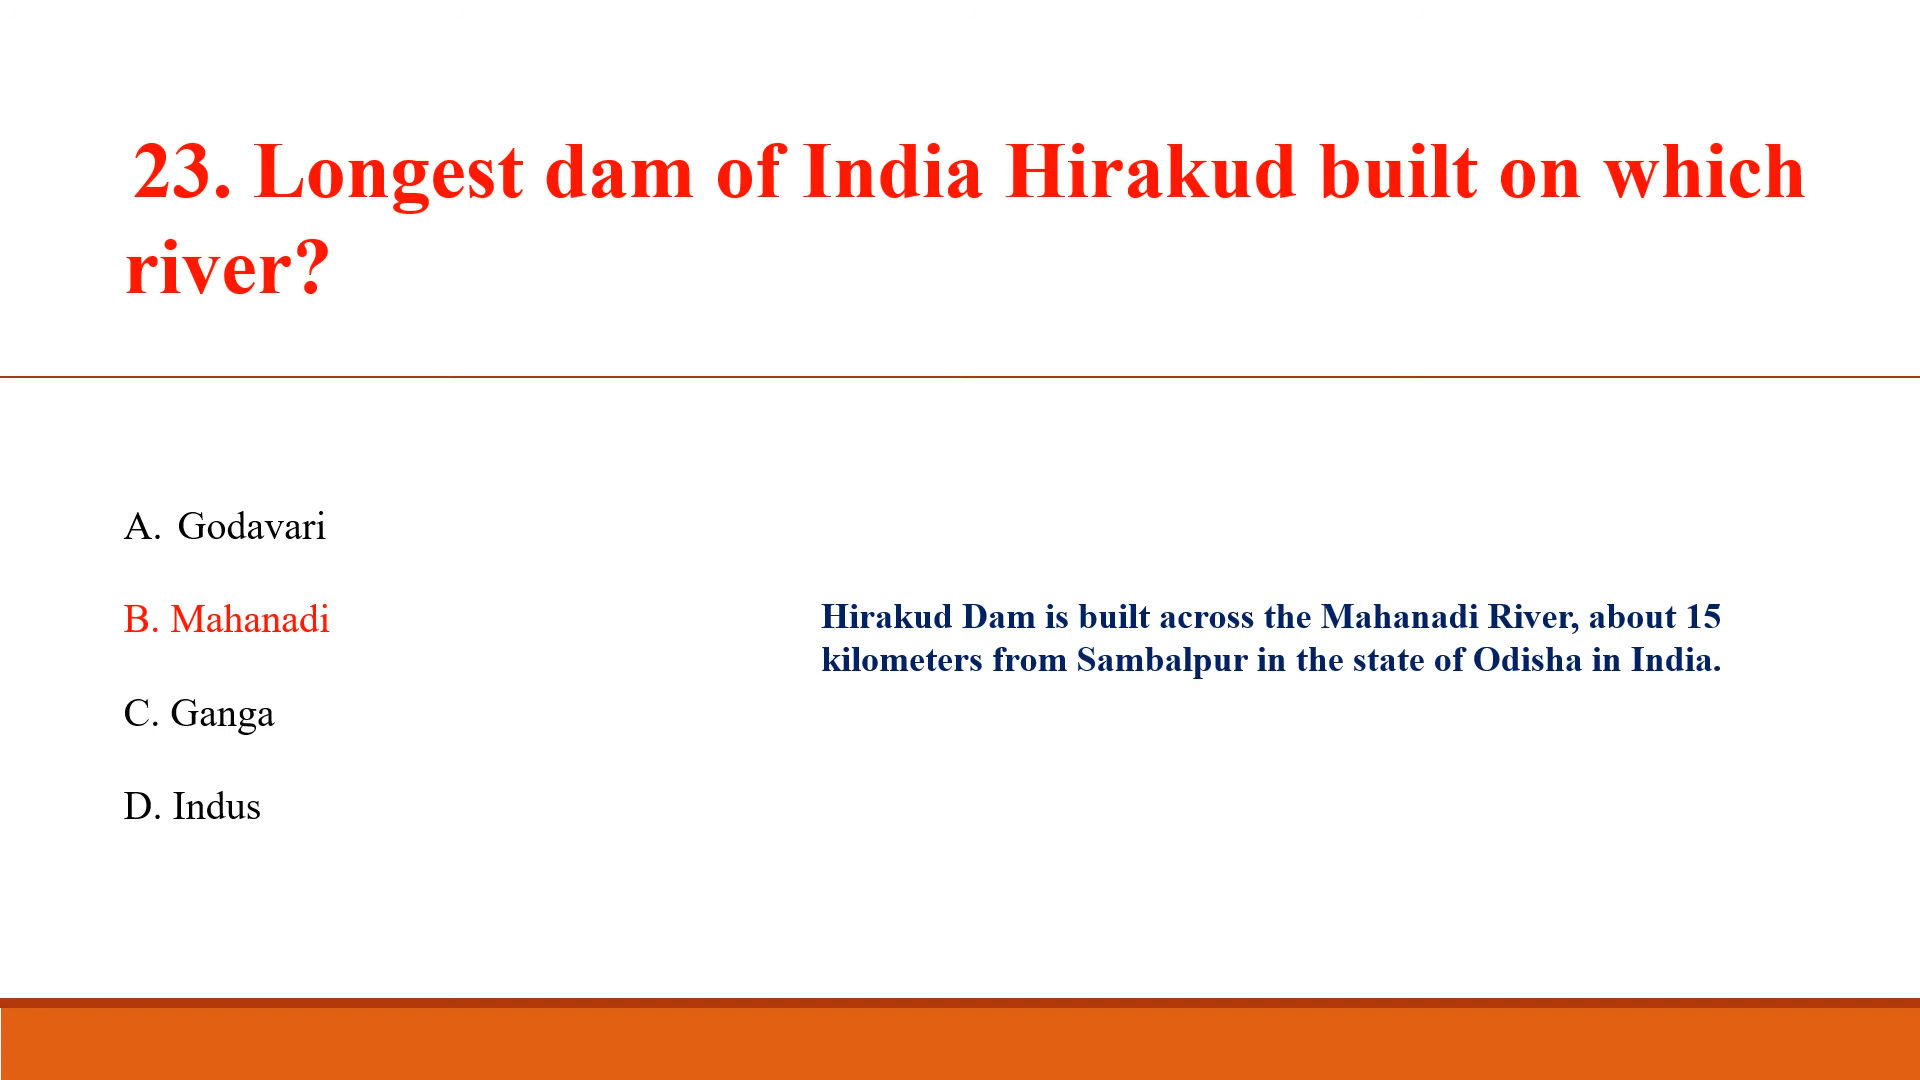 23. Longest dam of India Hirakud built on which
river?
A. Godavari
B. Mahanadi
C. Ganga
D. Indus
Hirakud Dam is built across the Mahanadi River, about 15
kilometers from Sambalpur in the state of Odisha in India.